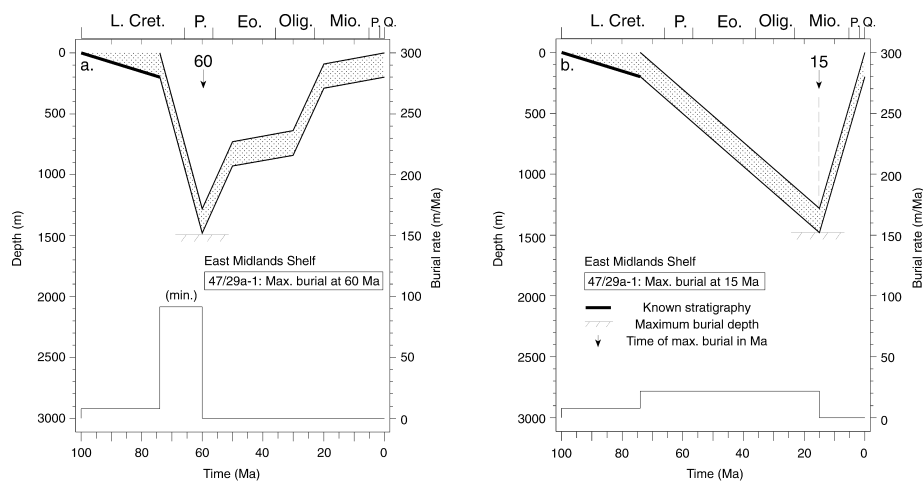 L. Cret. P. Eo. Olig. Mio. P. Q.
0 300
a. 60
500 250
1000 200
Depth (m) Burial rate (m/Ma)
1500 150
East Midlands Shelf
47/29a-1: Max. burial at 60 Ma
2000 (min.) 100
2500 50
3000 0
100 80 60 40 20 0
Time (Ma)
L. Cret. P. Eo. Olig. Mio. P. Q.
0 300
b. 15
500 250
1000 200
Depth (m) Burial rate (m/Ma)
1500 150
East Midlands Shelf
47/29a-1: Max. burial at 15 Ma
2000 100
Known stratigraphy
Maximum burial depth
Time of max. burial in Ma
2500 50
3000 0
100 80 60 40 20 0
Time (Ma)